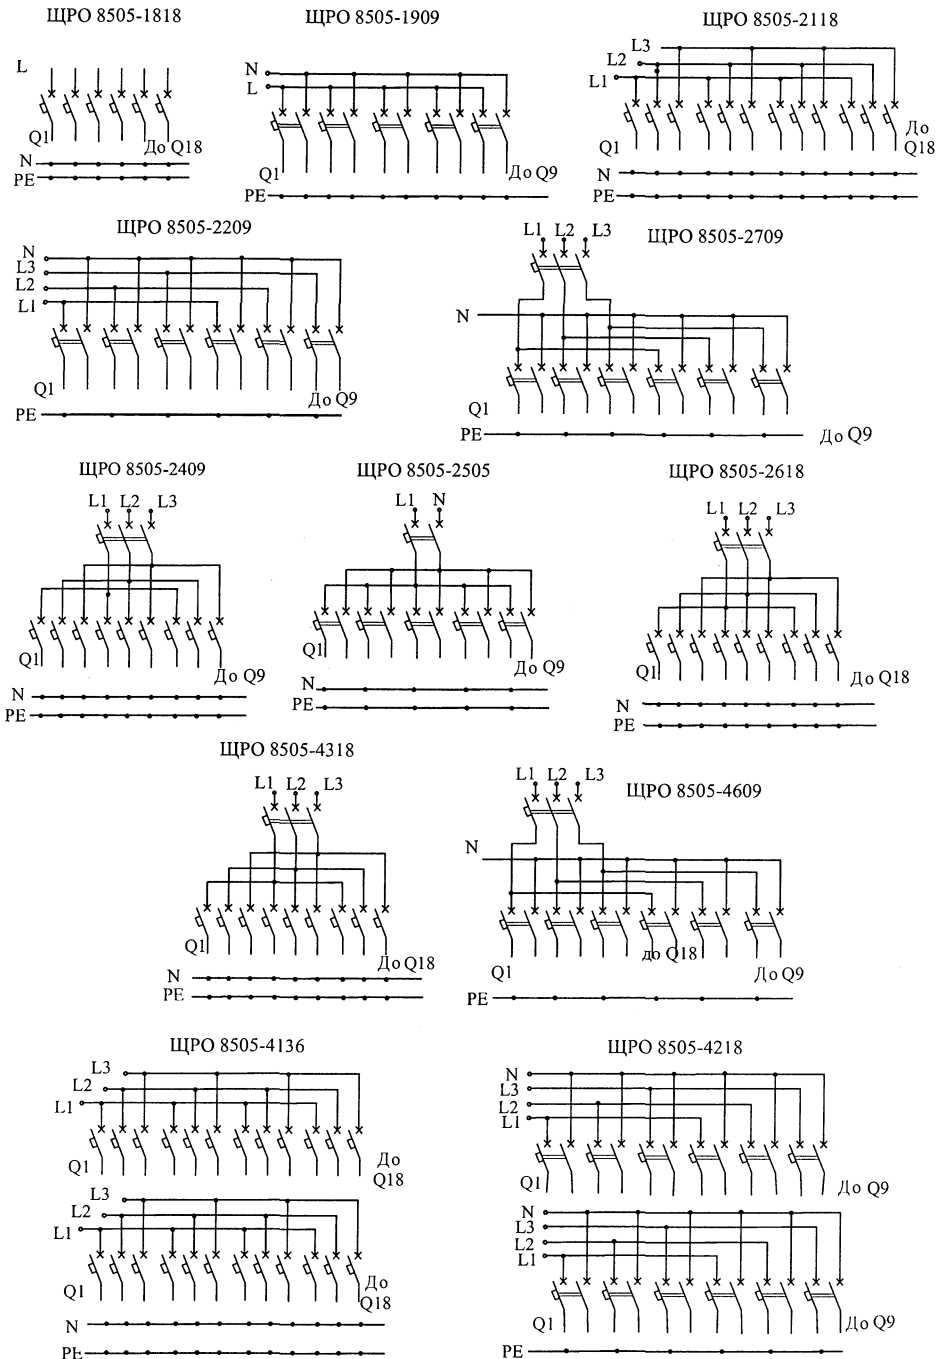 ЩРО 8505-1818
L
Q1
До Q18
N
PE
ЩРО 8505-1909
N
L
Q1
До Q9
PE
ЩРО 8505-2118
L3
L2
L1
Q1
До
Q18
N
PE
ЩРО 8505-2209
N
L3
L2
L1
Q1
До Q9
PE
ЩРО 8505-2709
L1 L2 L3
N
Q1
PE
До Q9
ЩРО 8505-2409
L1 L2 L3
Q1
До Q9
N
PE
ЩРО 8505-2505
L1 N
Q1
До Q9
N
PE
ЩРО 8505-2618
L1 L2 L3
Q1
До Q18
N
PE
ЩРО 8505-4318
L1 L2 L3
Q1
До Q18
N
PE
ЩРО 8505-4609
L1 L2 L3
N
до Q18
Q1
До Q9
PE
ЩРО 8505-4136
L3
L2
L1
Q1
До
Q18
L3
L2
L1
Q1
До
Q18
N
PE
ЩРО 8505-4218
N
L3
L2
L1
Q1
До Q9
N
L3
L2
L1
Q1
До Q9
PE